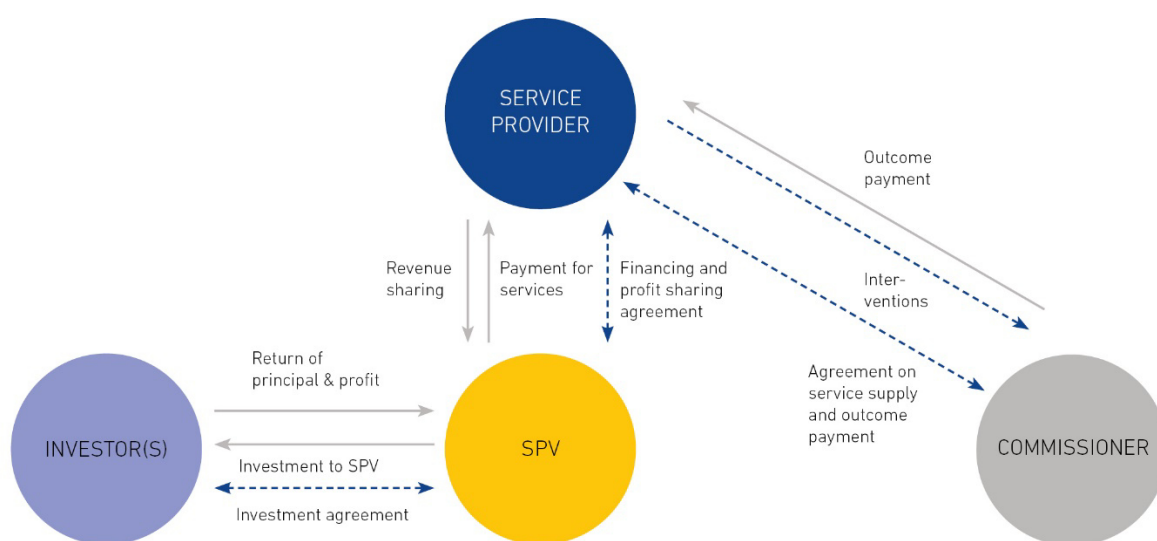 SERVICE
PROVIDER
Outcome
payment
Revenue
sharing
Payment for
services
Financing and
profit sharing
agreement
Inter-
ventions
Return of
principal & profit
Agreement on
service supply
and outcome
payment
INVESTOR(S)
SPV
COMMISSIONER
Investment to SPV
Investment agreement